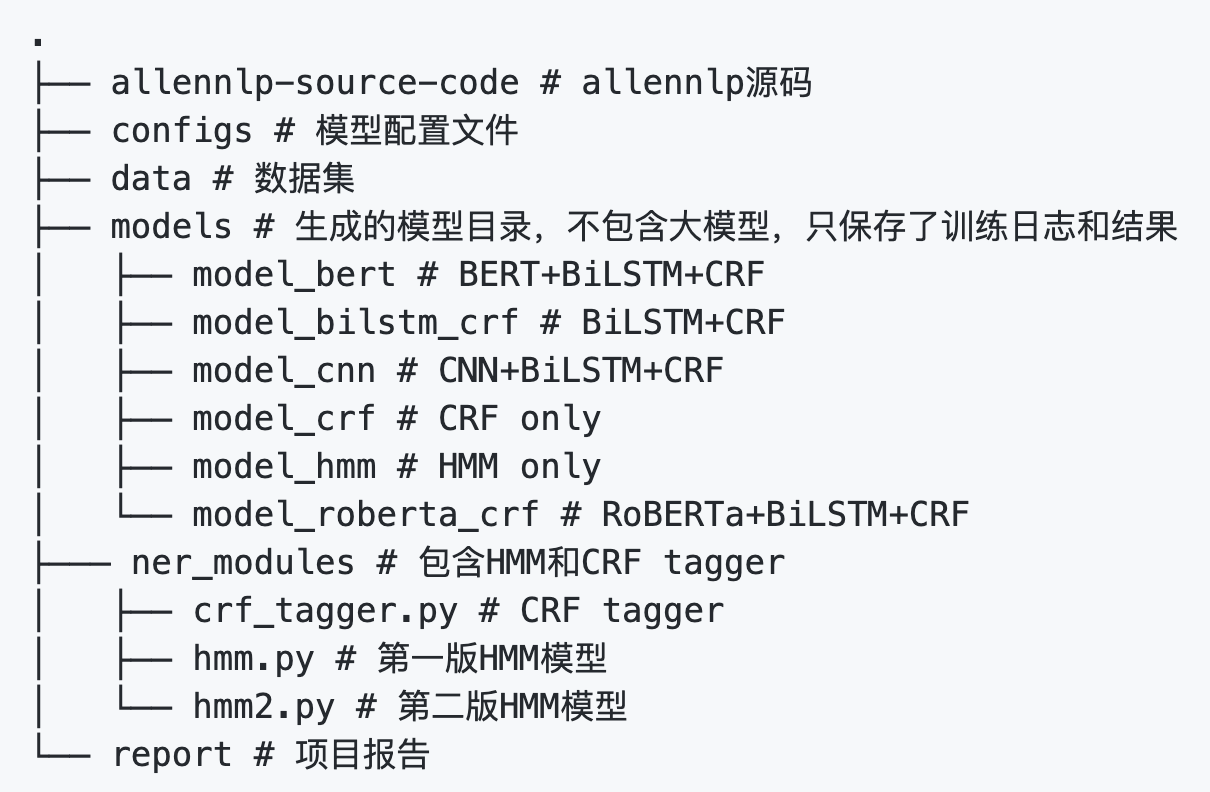 .
├── allennlp-source-code # allennlp源码
├── configs # 模型配置文件
├── data # 数据集
├── models # 生成的模型目录，不包含大模型，只保存了训练日志和结果
│   ├── model_bert # BERT+BiLSTM+CRF
│   ├── model_bilstm_crf # BiLSTM+CRF
│   ├── model_cnn # CNN+BiLSTM+CRF
│   ├── model_crf # CRF only
│   ├── model_hmm # HMM only
│   └── model_roberta_crf # RoBERTa+BiLSTM+CRF
├─── ner_modules # 包含HMM和CRF tagger
│   ├── crf_tagger.py # CRF tagger
│   ├── hmm.py # 第一版HMM模型
│   └── hmm2.py # 第二版HMM模型
└── report # 项目报告